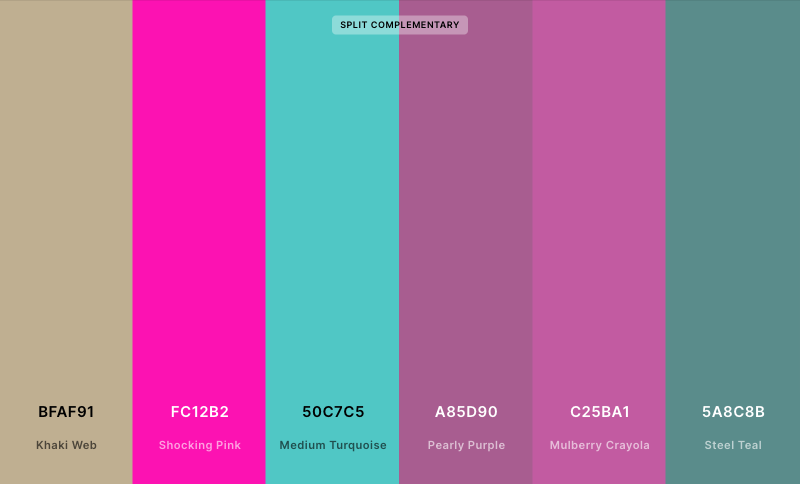 SPLIT COMPLEMENTARY
BFAF91
Khaki Web
FC12B2
Shocking Pink
50C7C5
Medium Turquoise
A85D90
Pearly Purple
C25BA1
Mulberry Crayola
5A8C8B
Steel Teal